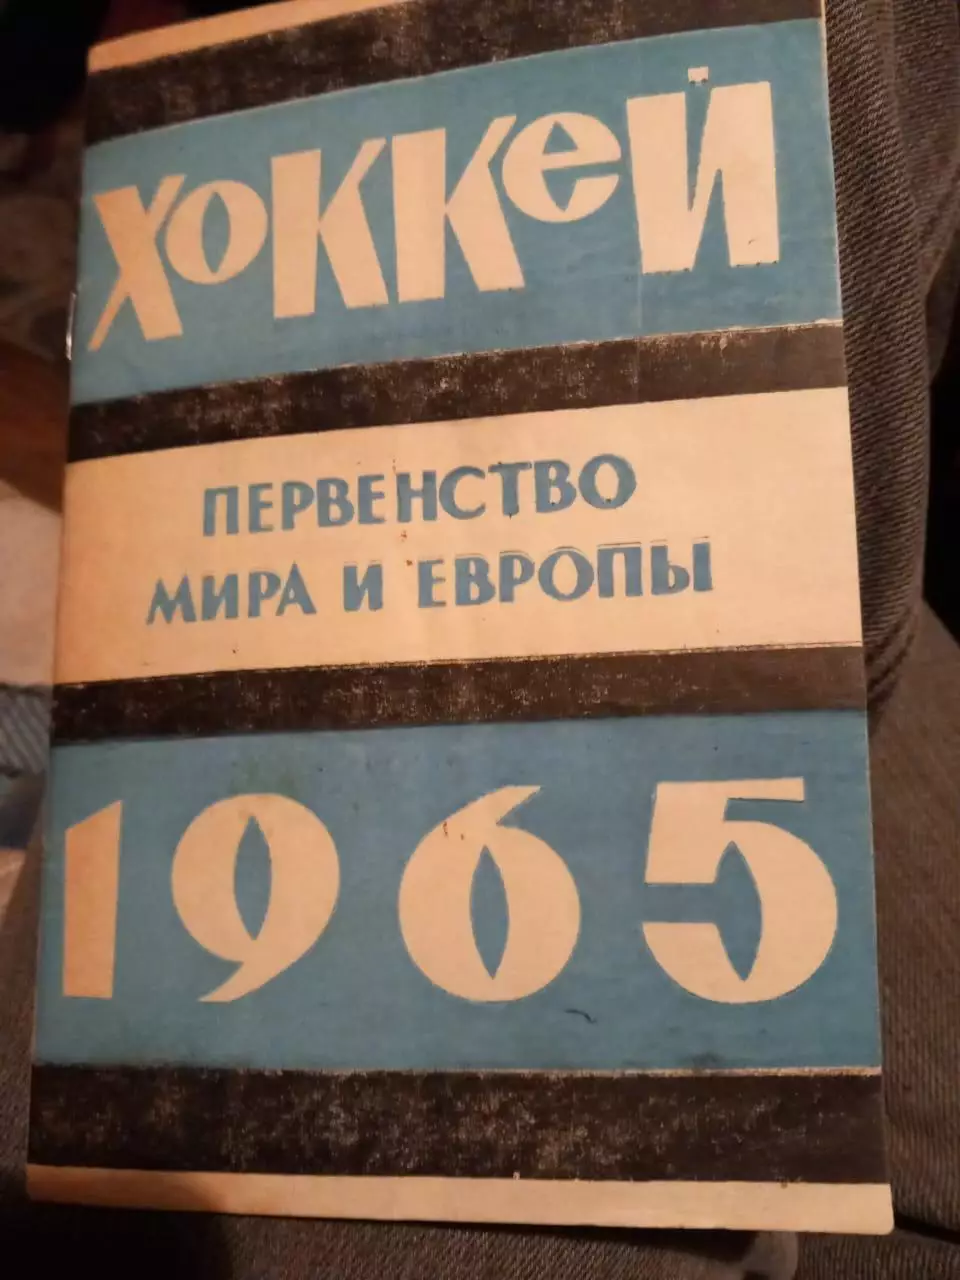 ХОККЕЙ
ПЕРВЕНСТВО
МИРА И ЕВРОПЫ
1965